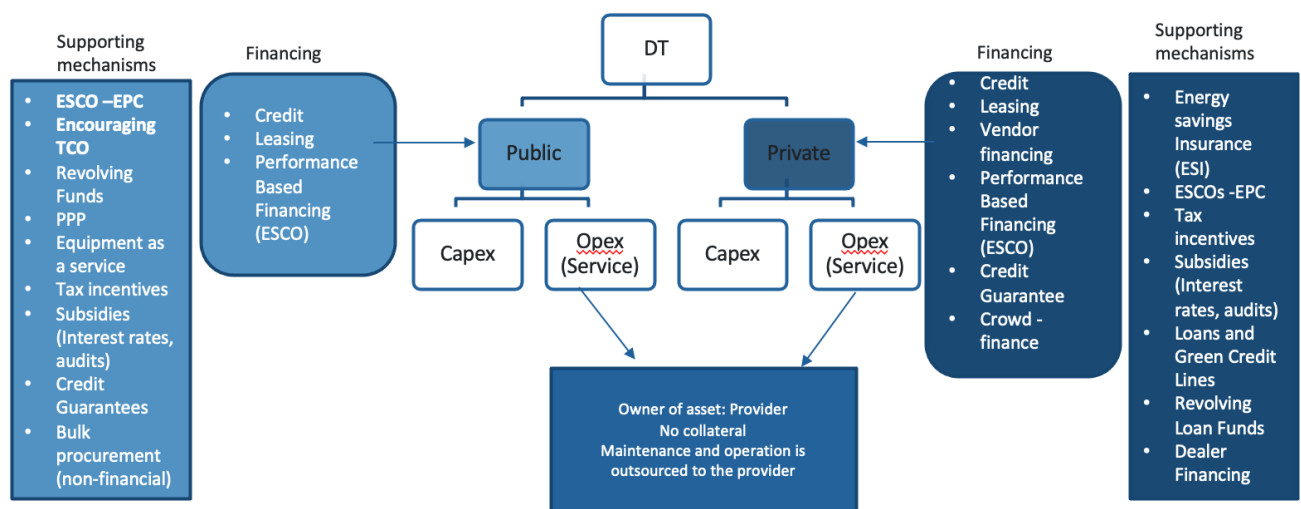 Supporting
mechanisms
• ESCO –EPC
• Encouraging
TCO
• Revolving
Funds
• PPP
• Equipment as
a service
• Tax incentives
• Subsidies
(Interest rates,
audits)
• Credit
Guarantees
• Bulk
procurement
(non-financial)
Financing
• Credit
• Leasing
• Performance
Based
Financing
(ESCO)
DT
Public
Private
Capex
Opex
(Service)
Capex
Opex
(Service)
Owner of asset: Provider
No collateral
Maintenance and operation is
outsourced to the provider
Financing
• Credit
• Leasing
• Vendor
financing
• Performance
Based
Financing
(ESCO)
• Credit
Guarantee
• Crowd -
finance
Supporting
mechanisms
• Energy
savings
Insurance
(ESI)
• ESCOs -EPC
• Tax
incentives
• Subsidies
(Interest
rates, audits)
• Loans and
Green Credit
Lines
• Revolving
Loan Funds
• Dealer
Financing